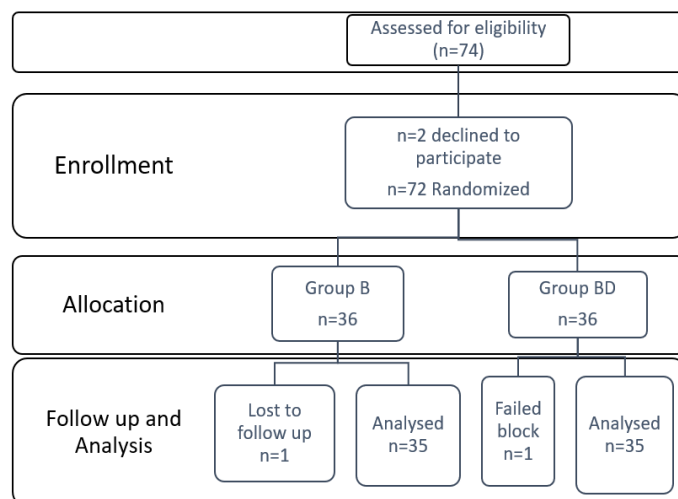 Assessed for eligibility
(n=74)
Enrollment
n=2 declined to
participate
n=72 Randomized
Allocation
Group B
n=36
Group BD
n=36
Follow up and
Analysis
Lost to
follow up
n=1
Analysed
n=35
Failed
block
n=1
Analysed
n=35